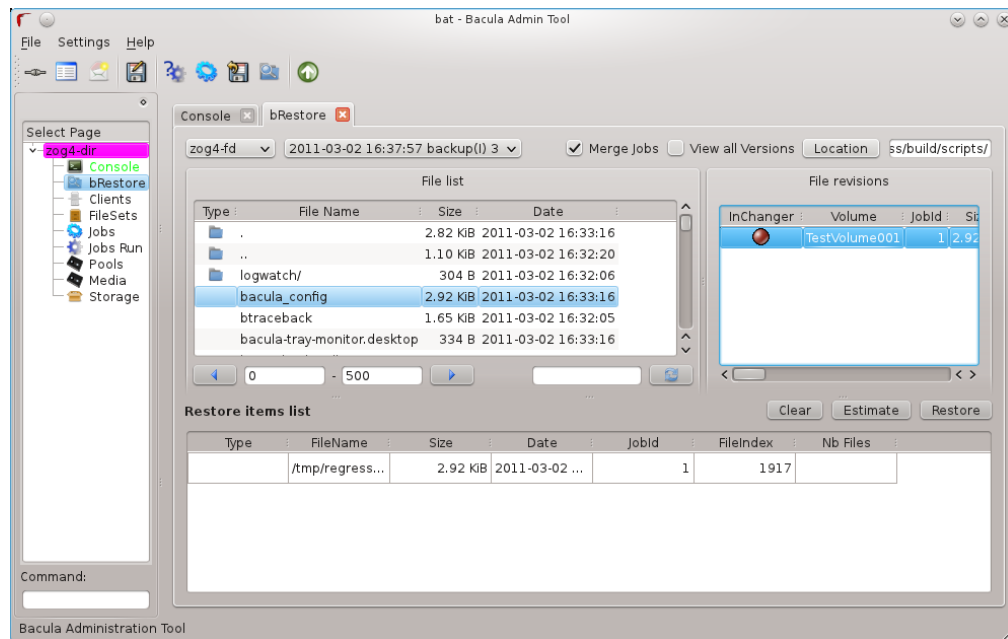 bat - Bacula Admin Tool
File Settings Help
Console bRestore
Select Page
zog4-dir
Console
bRestore
Clients
FileSets
Jobs
Jobs Run
Pools
Media
Storage
Command:
zog4-fd 2011-03-02 16:37:57 backup(I) 3 Merge Jobs View all Versions Location ss/build/scripts/
File list
Type File Name Size Date
. 2.82 KiB 2011-03-02 16:33:16
.. 1.10 KiB 2011-03-02 16:32:20
logwatch/ 304 B 2011-03-02 16:32:06
bacula_config 2.92 KiB 2011-03-02 16:33:16
btraceback 1.65 KiB 2011-03-02 16:32:05
bacula-tray-monitor.desktop 334 B 2011-03-02 16:33:16
0 - 500
File revisions
InChanger Volume JobId Si
TestVolume001 1 2.92
Restore items list Clear Estimate Restore
Type FileName Size Date JobId FileIndex Nb Files
/tmp/regress... 2.92 KiB 2011-03-02 ... 1 1917
Bacula Administration Tool